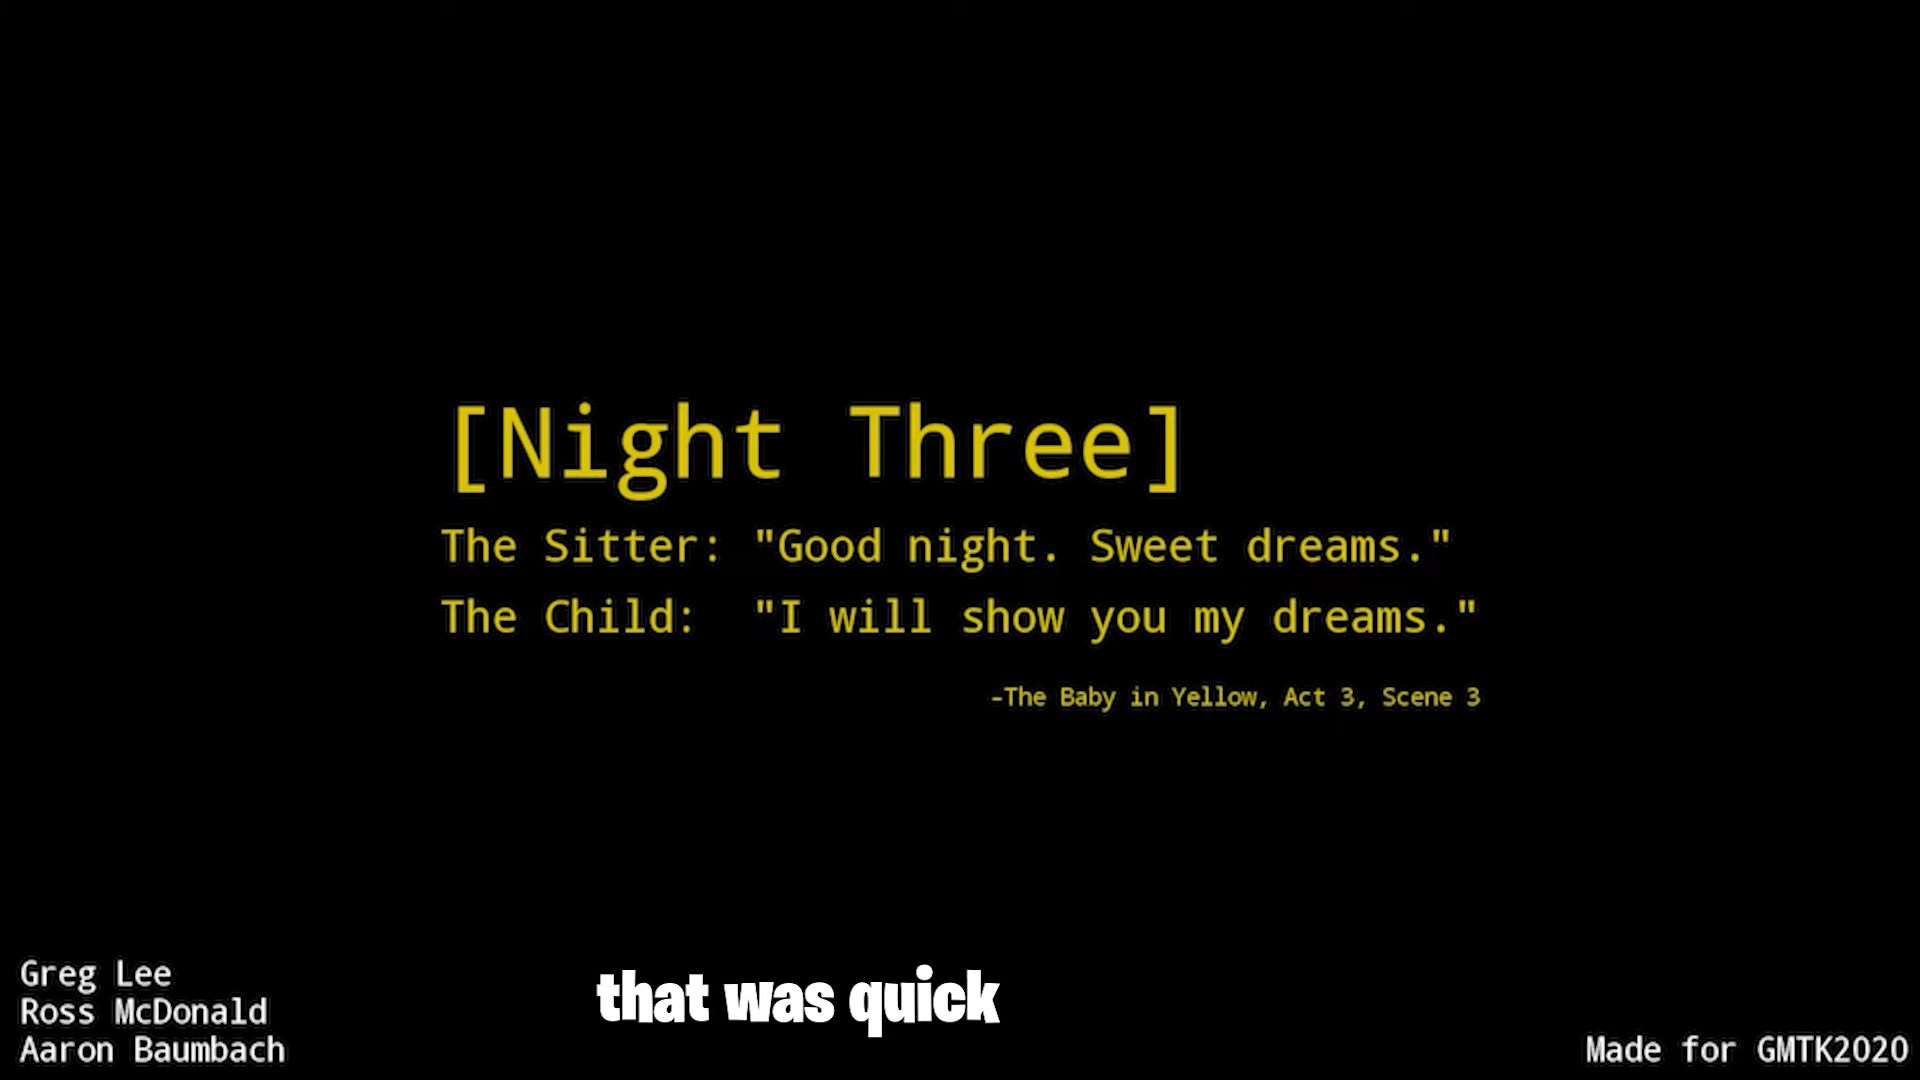 [Night Three]
The Sitter: "Good night. Sweet dreams."
The Child: "I will show you my dreams."
-The Baby in Yellow, Act 3, Scene 3
Greg Lee
Ross McDonald
Aaron Baumbach
that was quick
Made for GMTK2020